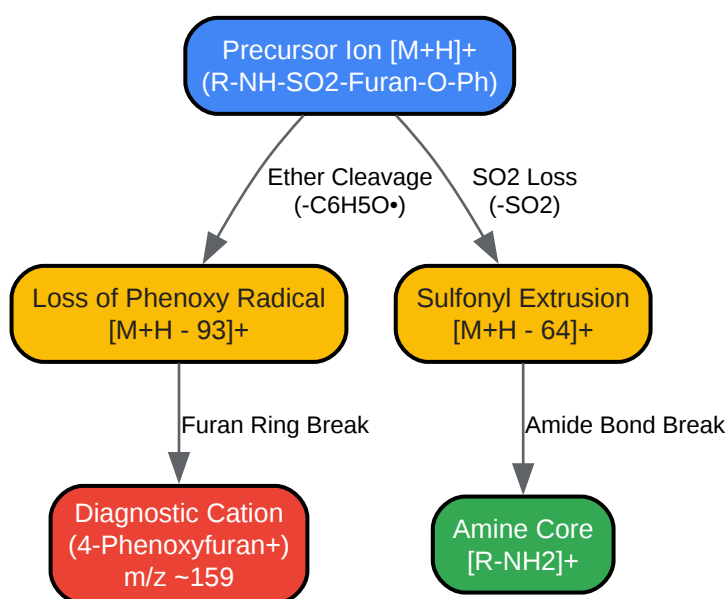 Precursor Ion [M+H]+
(R-NH-SO2-Furan-O-Ph)
Ether Cleavage
(-C6H5O•)
SO2 Loss
(-SO2)
Loss of Phenoxy Radical
[M+H - 93]+
Sulfonyl Extrusion
[M+H - 64]+
Furan Ring Break
Amide Bond Break
Diagnostic Cation
(4-Phenoxyfuran+)
m/z ~159
Amine Core
[R-NH2]+